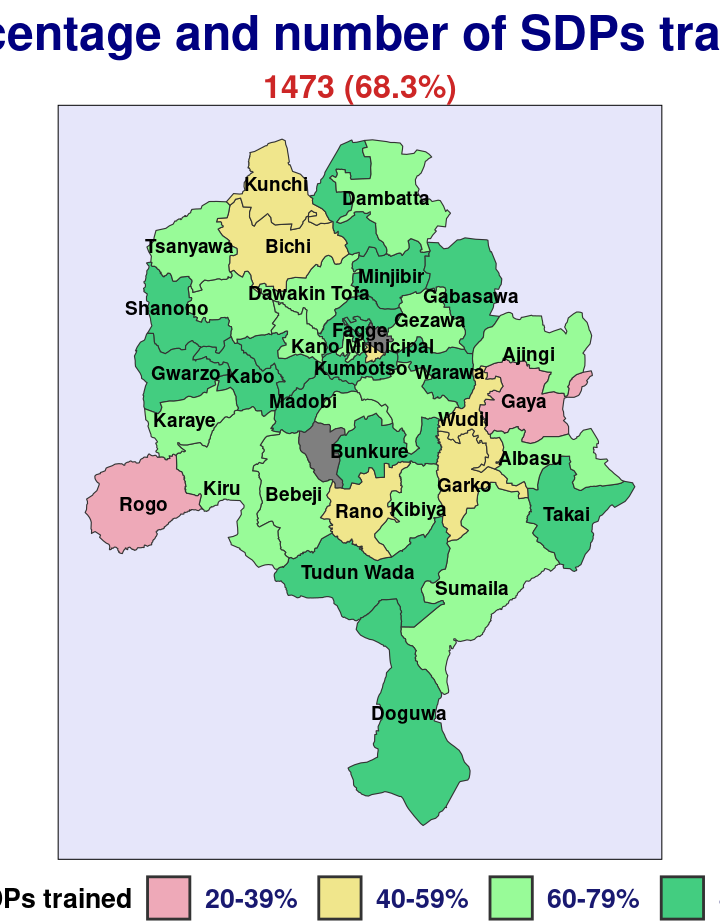 centage and number of SDPs tra
1473 (68.3%)
Kunchi
Dambatta
Tsanyawa
Bichi
Minjibir
Dawakin Tofa
Gabasawa
Shanono
Gezawa
Fagge
Kano Municipal
Ajingi
Kumbotso
Warawa
Gwarzo
Kabo
Madobi
Gaya
Karaye
Wudil
Bunkure
Albasu
Garko
Kiru
Bebeji
Rogo
Rano
Kibiya
Takai
Tudun Wada
Sumaila
Doguwa
DPs trained 20-39% 40-59% 60-79%